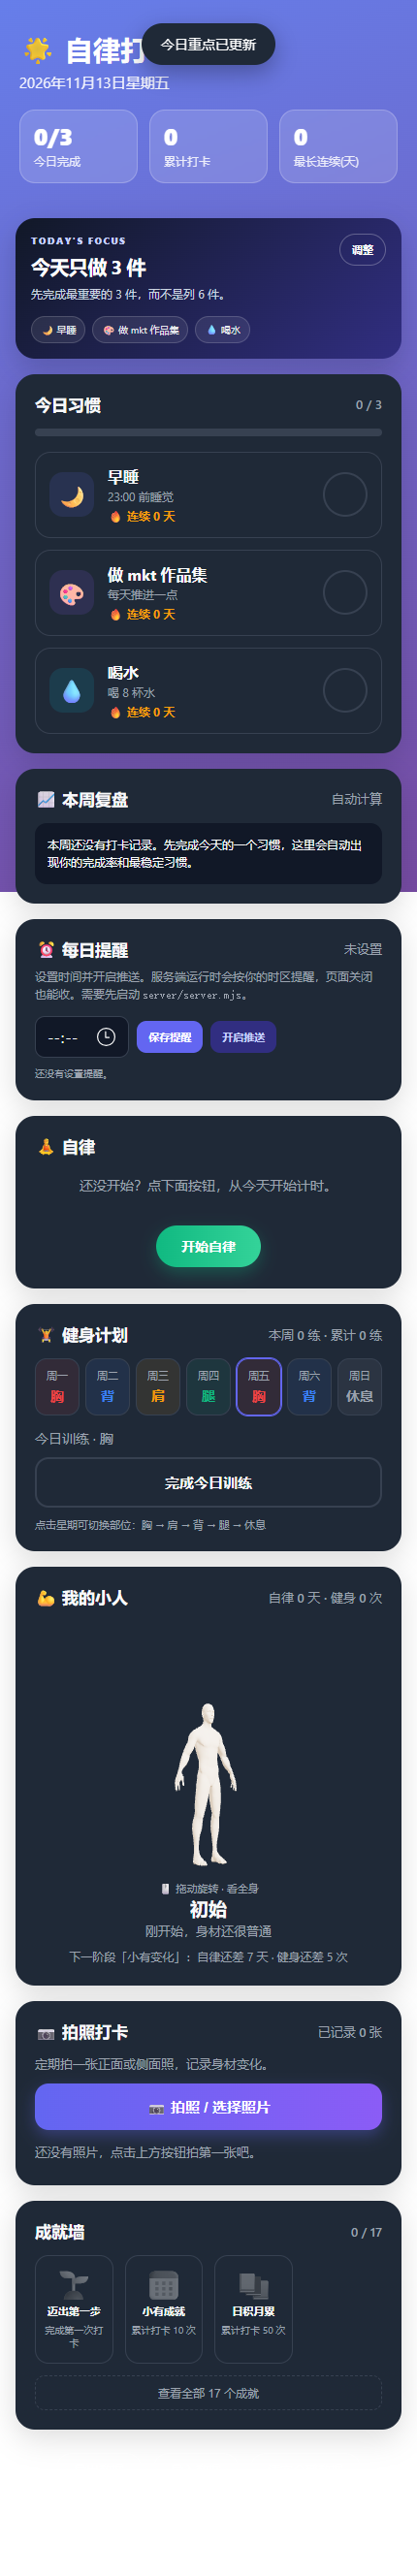 自律打
今日重点已更新
2026年11月13日星期五
0/3
今日完成
0
累计打卡
0
最长连续(天)
TODAY'S FOCUS
调整
今天只做 3 件
先完成最重要的 3 件，而不是列 6 件。
早睡
做 mkt 作品集
喝水
今日习惯
0 / 3
早睡
23:00 前睡觉
连续 0 天
做 mkt 作品集
每天推进一点
连续 0 天
喝水
喝 8 杯水
连续 0 天
本周复盘
自动计算
本周还没有打卡记录。先完成今天的一个习惯，这里会自动出
现你的完成率和最稳定习惯。
每日提醒
未设置
设置时间并开启推送。服务端运行时会按你的时区提醒，页面关闭
也能收。需要先启动 server/server.mjs。
--:--
保存提醒
开启推送
还没有设置提醒。
自律
还没开始？点下面按钮，从今天开始计时。
开始自律
健身计划
本周 0 练 · 累计 0 练
周一
胸
周二
背
周三
肩
周四
腿
周五
胸
周六
背
周日
休息
今日训练 · 胸
完成今日训练
点击星期可切换部位：胸 → 肩 → 背 → 腿 → 休息
我的小人
自律 0 天 · 健身 0 次
拖动旋转 · 看全身
初始
刚开始，身材还很普通
下一阶段「小有变化」：自律还差 7 天 · 健身还差 5 次
拍照打卡
已记录 0 张
定期拍一张正面或侧面照，记录身材变化。
拍照 / 选择照片
还没有照片，点击上方按钮拍第一张吧。
成就墙
0 / 17
迈出第一步
完成第一次打
卡
小有成就
累计打卡 10 次
日积月累
累计打卡 50 次
查看全部 17 个成就